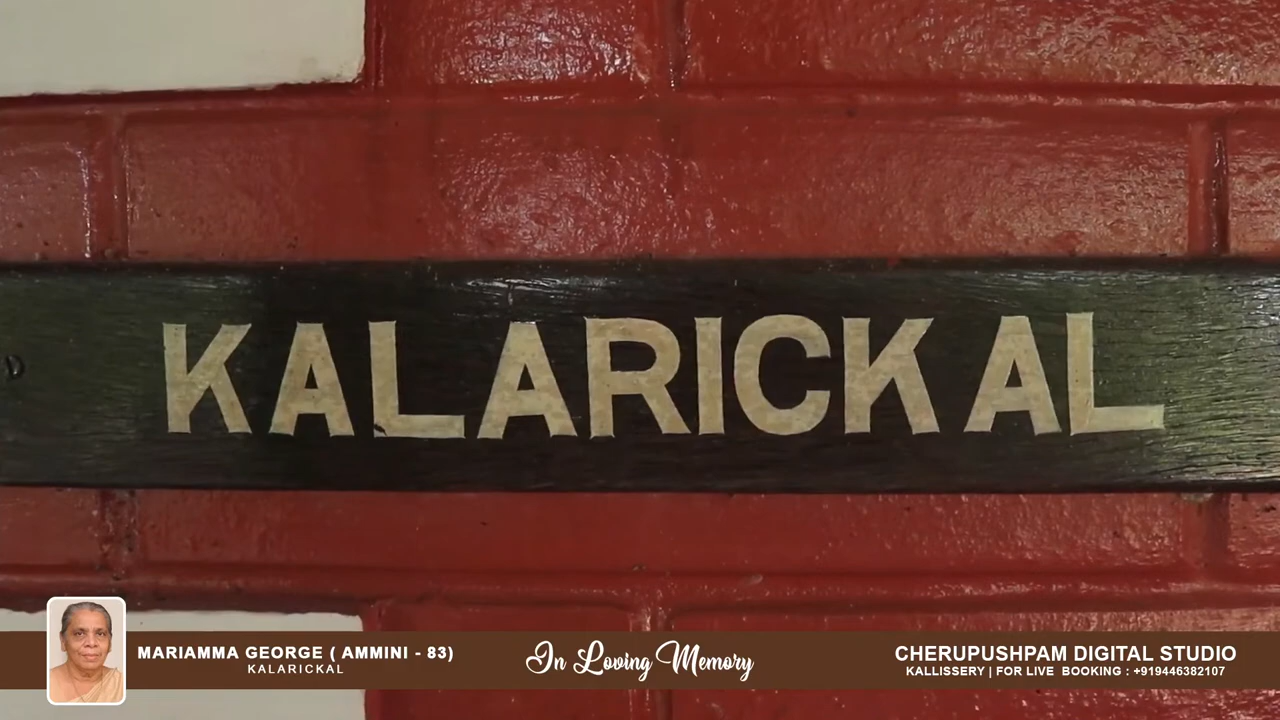 KALARICKAL
MARIAMMA GEORGE ( AMMINI - 83)
KALARICKAL
In Loving Memory
CHERUPUSHPAM DIGITAL STUDIO
KALLISSERY | FOR LIVE BOOKING : +919446382107